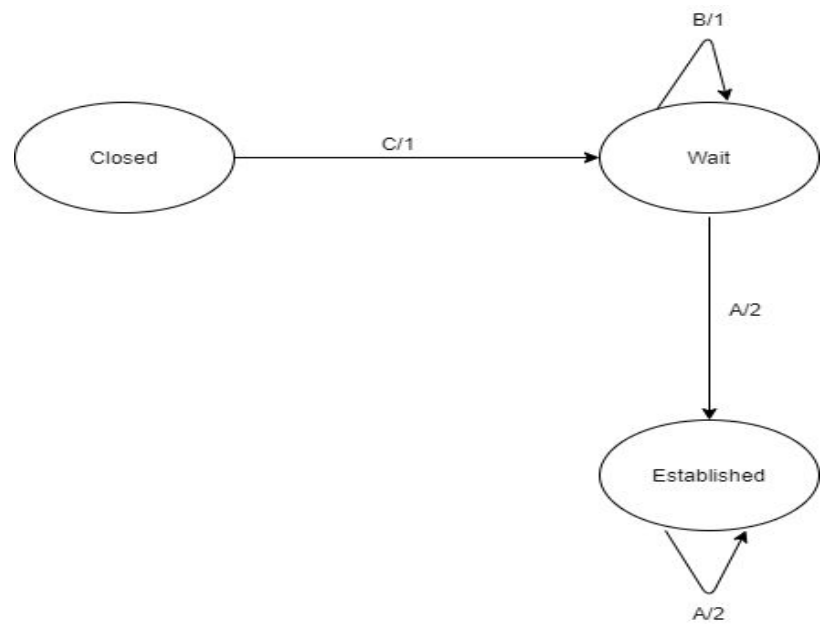 B/1
Closed
C/1
Wait
A/2
Established
A/2